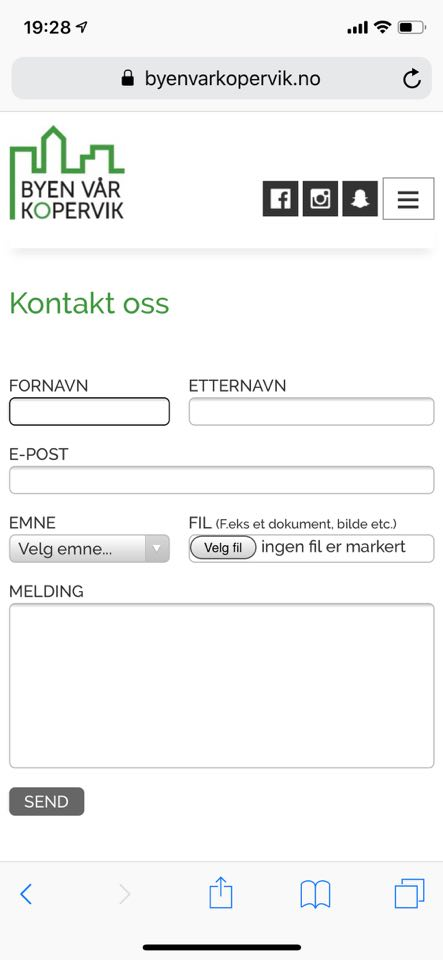 19:28
byenvarkopervik.no
BYEN VÅR
KOPERVIK
Kontakt oss
FORNAVN
ETTERNAVN
E-POST
EMNE
FIL (F.eks et dokument, bilde etc.)
Velg emne...
Velg fil ingen fil er markert
MELDING
SEND